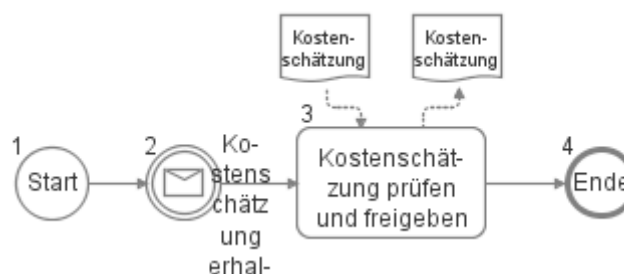 Kosten-
schätzung
Kosten-
schätzung
1
Start
2
Ko-
stens
chätz
ung
erhal-
3
Kostenschät-
zung prüfen
und freigeben
4
Ende